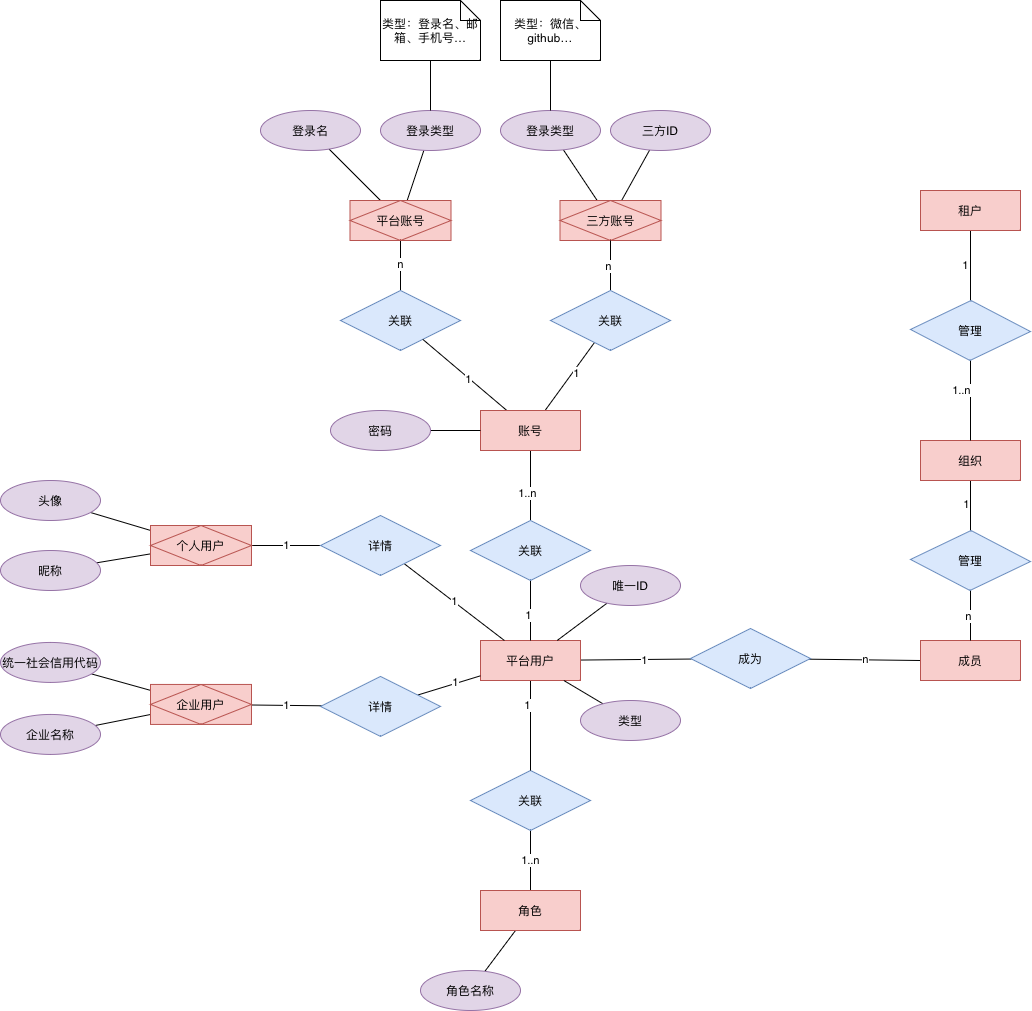 类型：登录名、邮
箱、手机号...
类型：微信、
github...
登录名
登录类型
登录类型
三方ID
平台账号
三方账号
租户
n
n
1
关联
关联
管理
1
1
1..n
密码
账号
组织
1..n
1
头像
个人用户
1
详情
关联
管理
昵称
唯一ID
1
1
n
统一社会信用代码
平台用户
1
成为
n
成员
企业用户
1
详情
1
1
类型
企业名称
关联
1..n
角色
角色名称